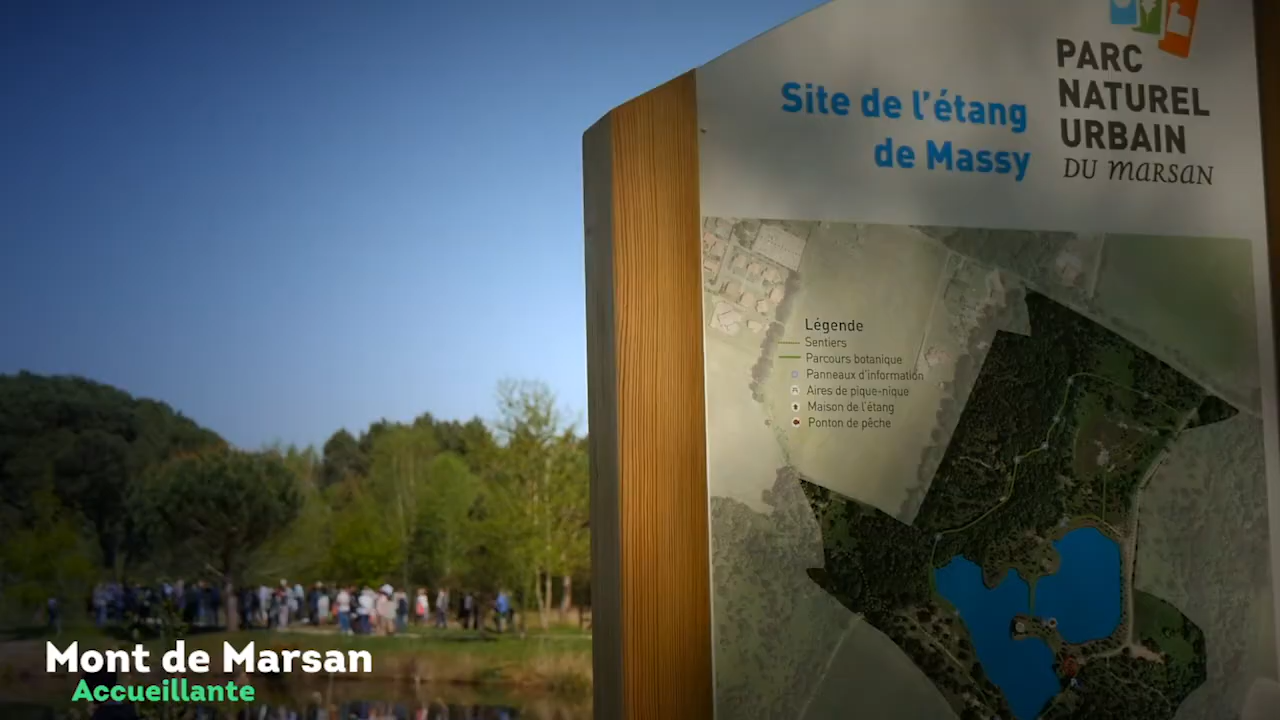 Site de l'étang
de Massy
PARC
NATUREL
URBAIN
DU MARSAN
Légende
Sentiers
Parcours botanique
Panneaux d'information
Aires de pique-nique
Maison de l'étang
Ponton de pêche
Mont de Marsan
Accueillante